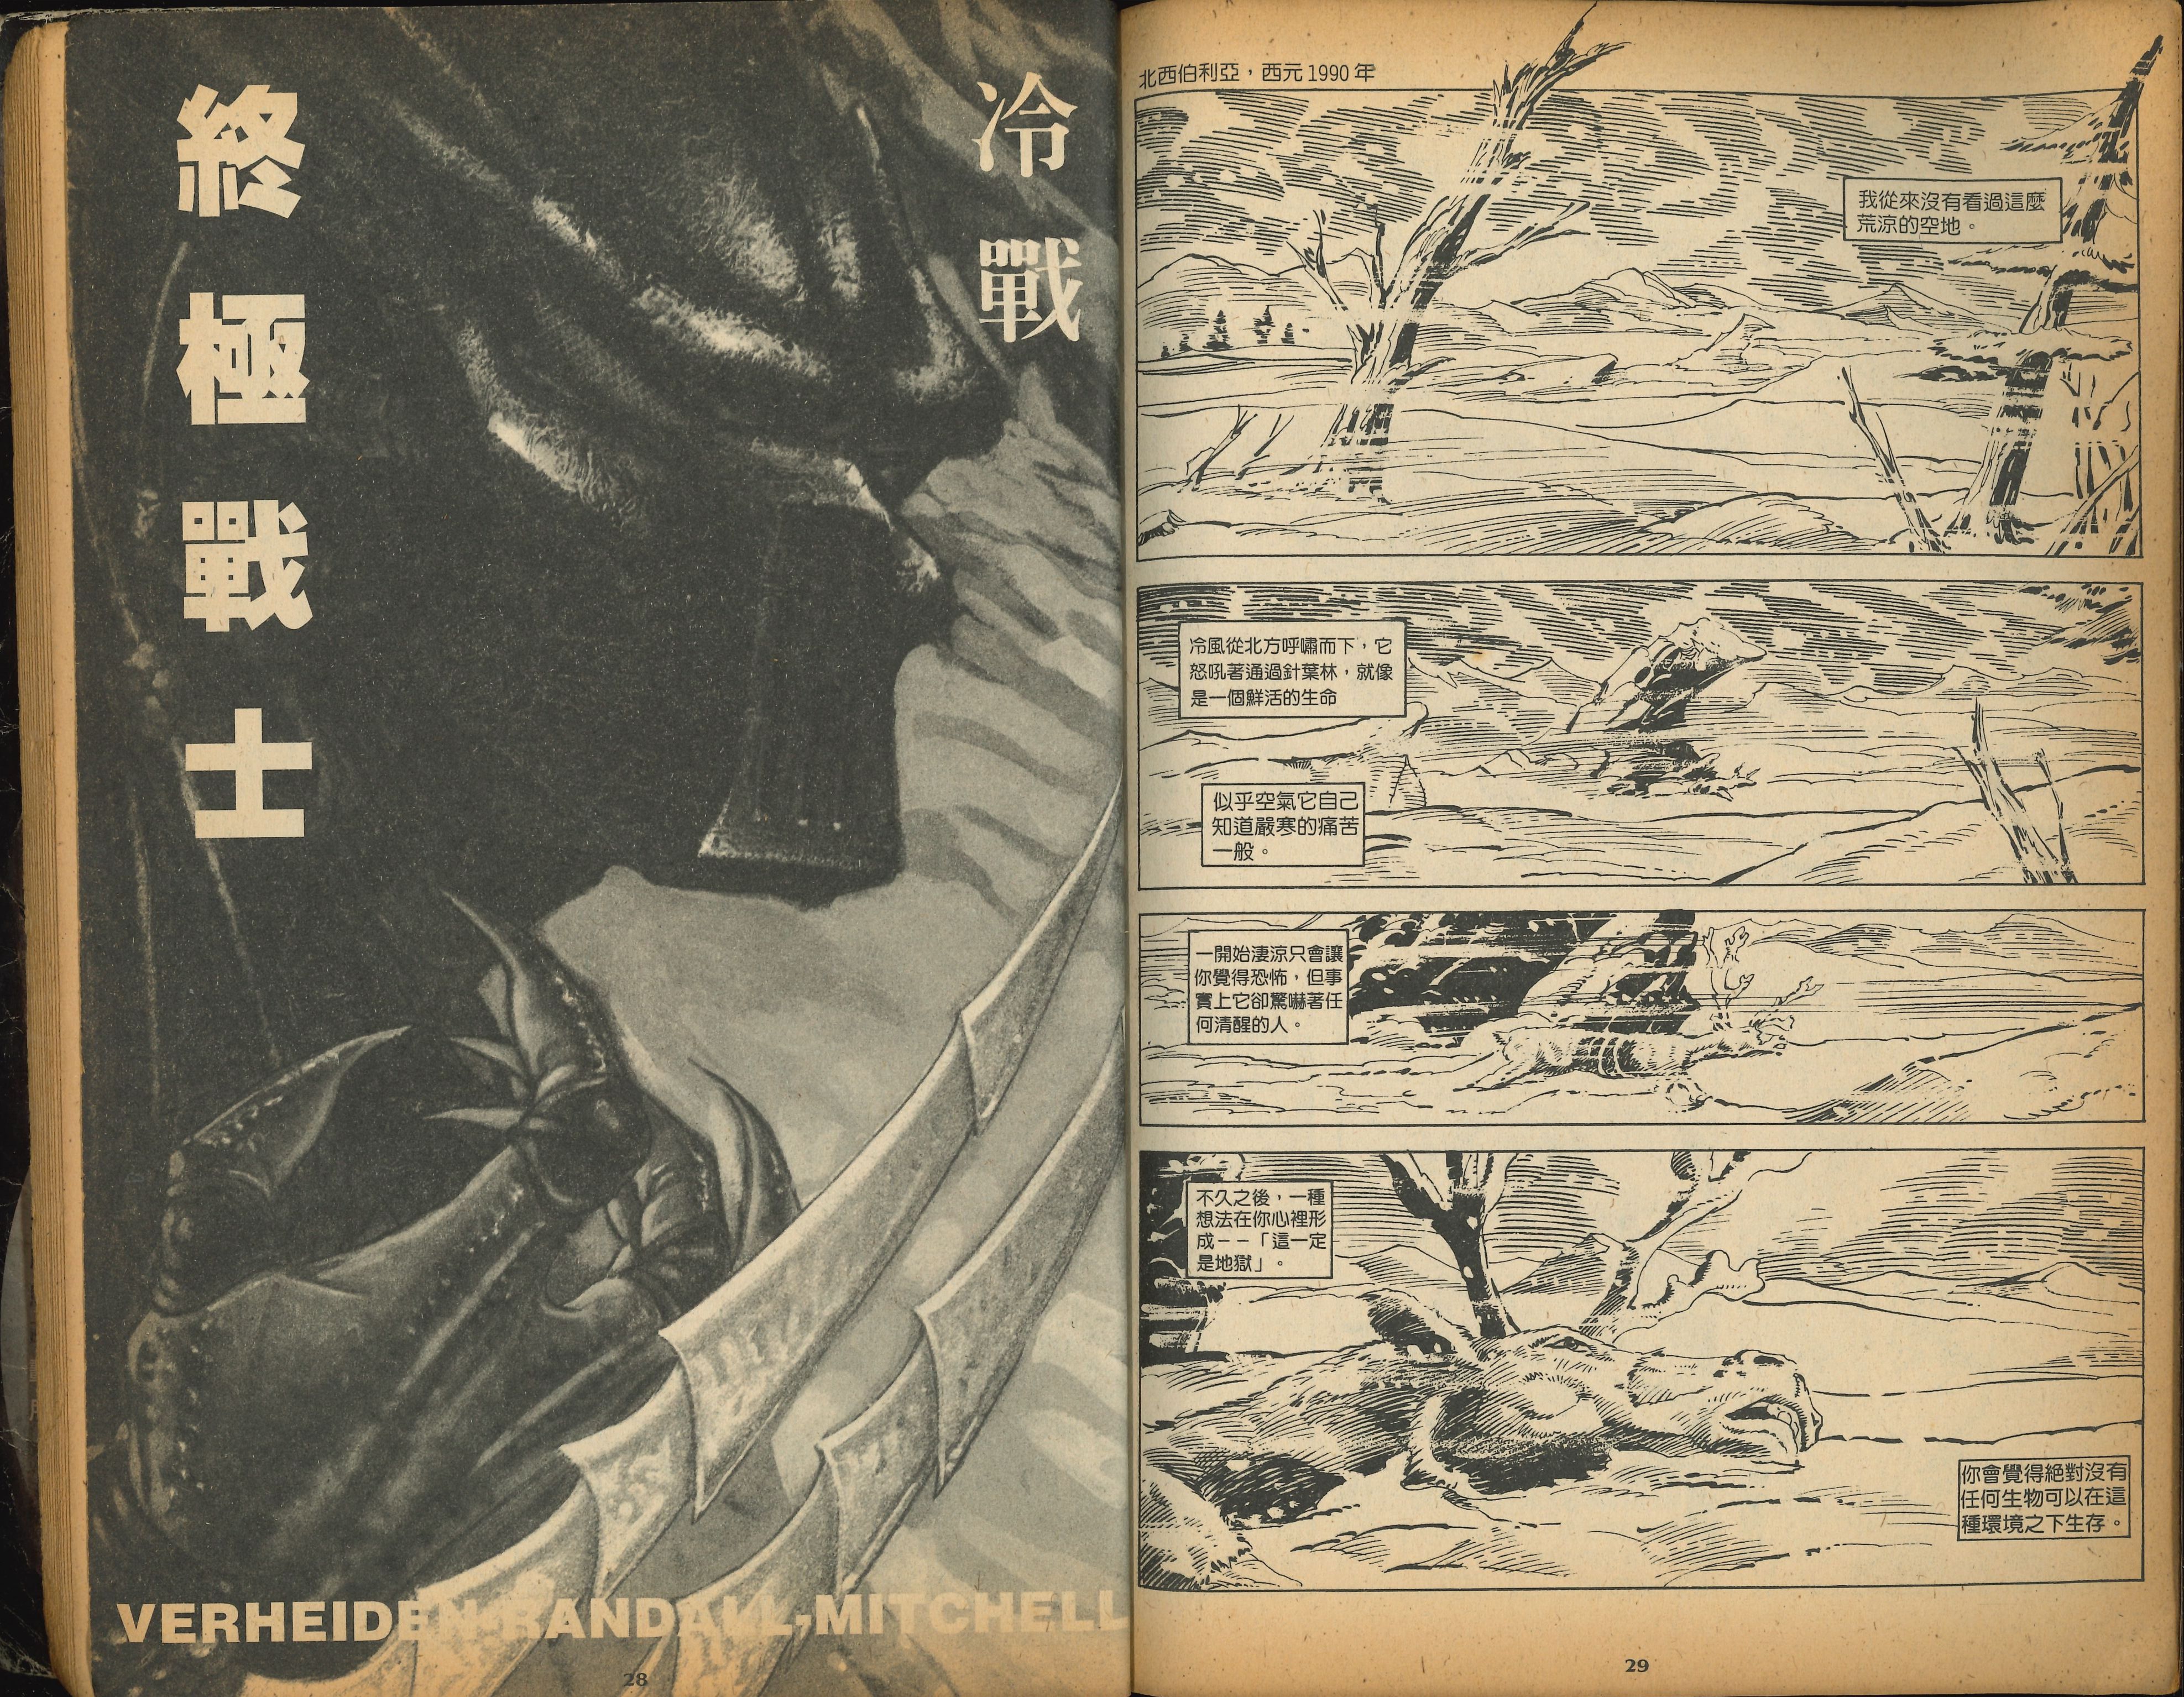 冷戰
終極戰士
VERHEIDEN-RANDALL-MITCHELL
28
北西伯利亞，西元1990年
我從來沒有看過這麼
荒涼的空地。
冷風從北方呼嘯而下，它
怒吼著通過針葉林，就像
是一個鮮活的生命
似乎空氣它自己
知道嚴寒的痛苦
一般。
一開始淒涼只會讓
你覺得恐怖，但事
實上它卻驚嚇著任
何清醒的人。
不久之後，一種
想法在你心裡形
成－－「這一定
是地獄」。
你會覺得絕對沒有
任何生物可以在這
種環境之下生存。
29